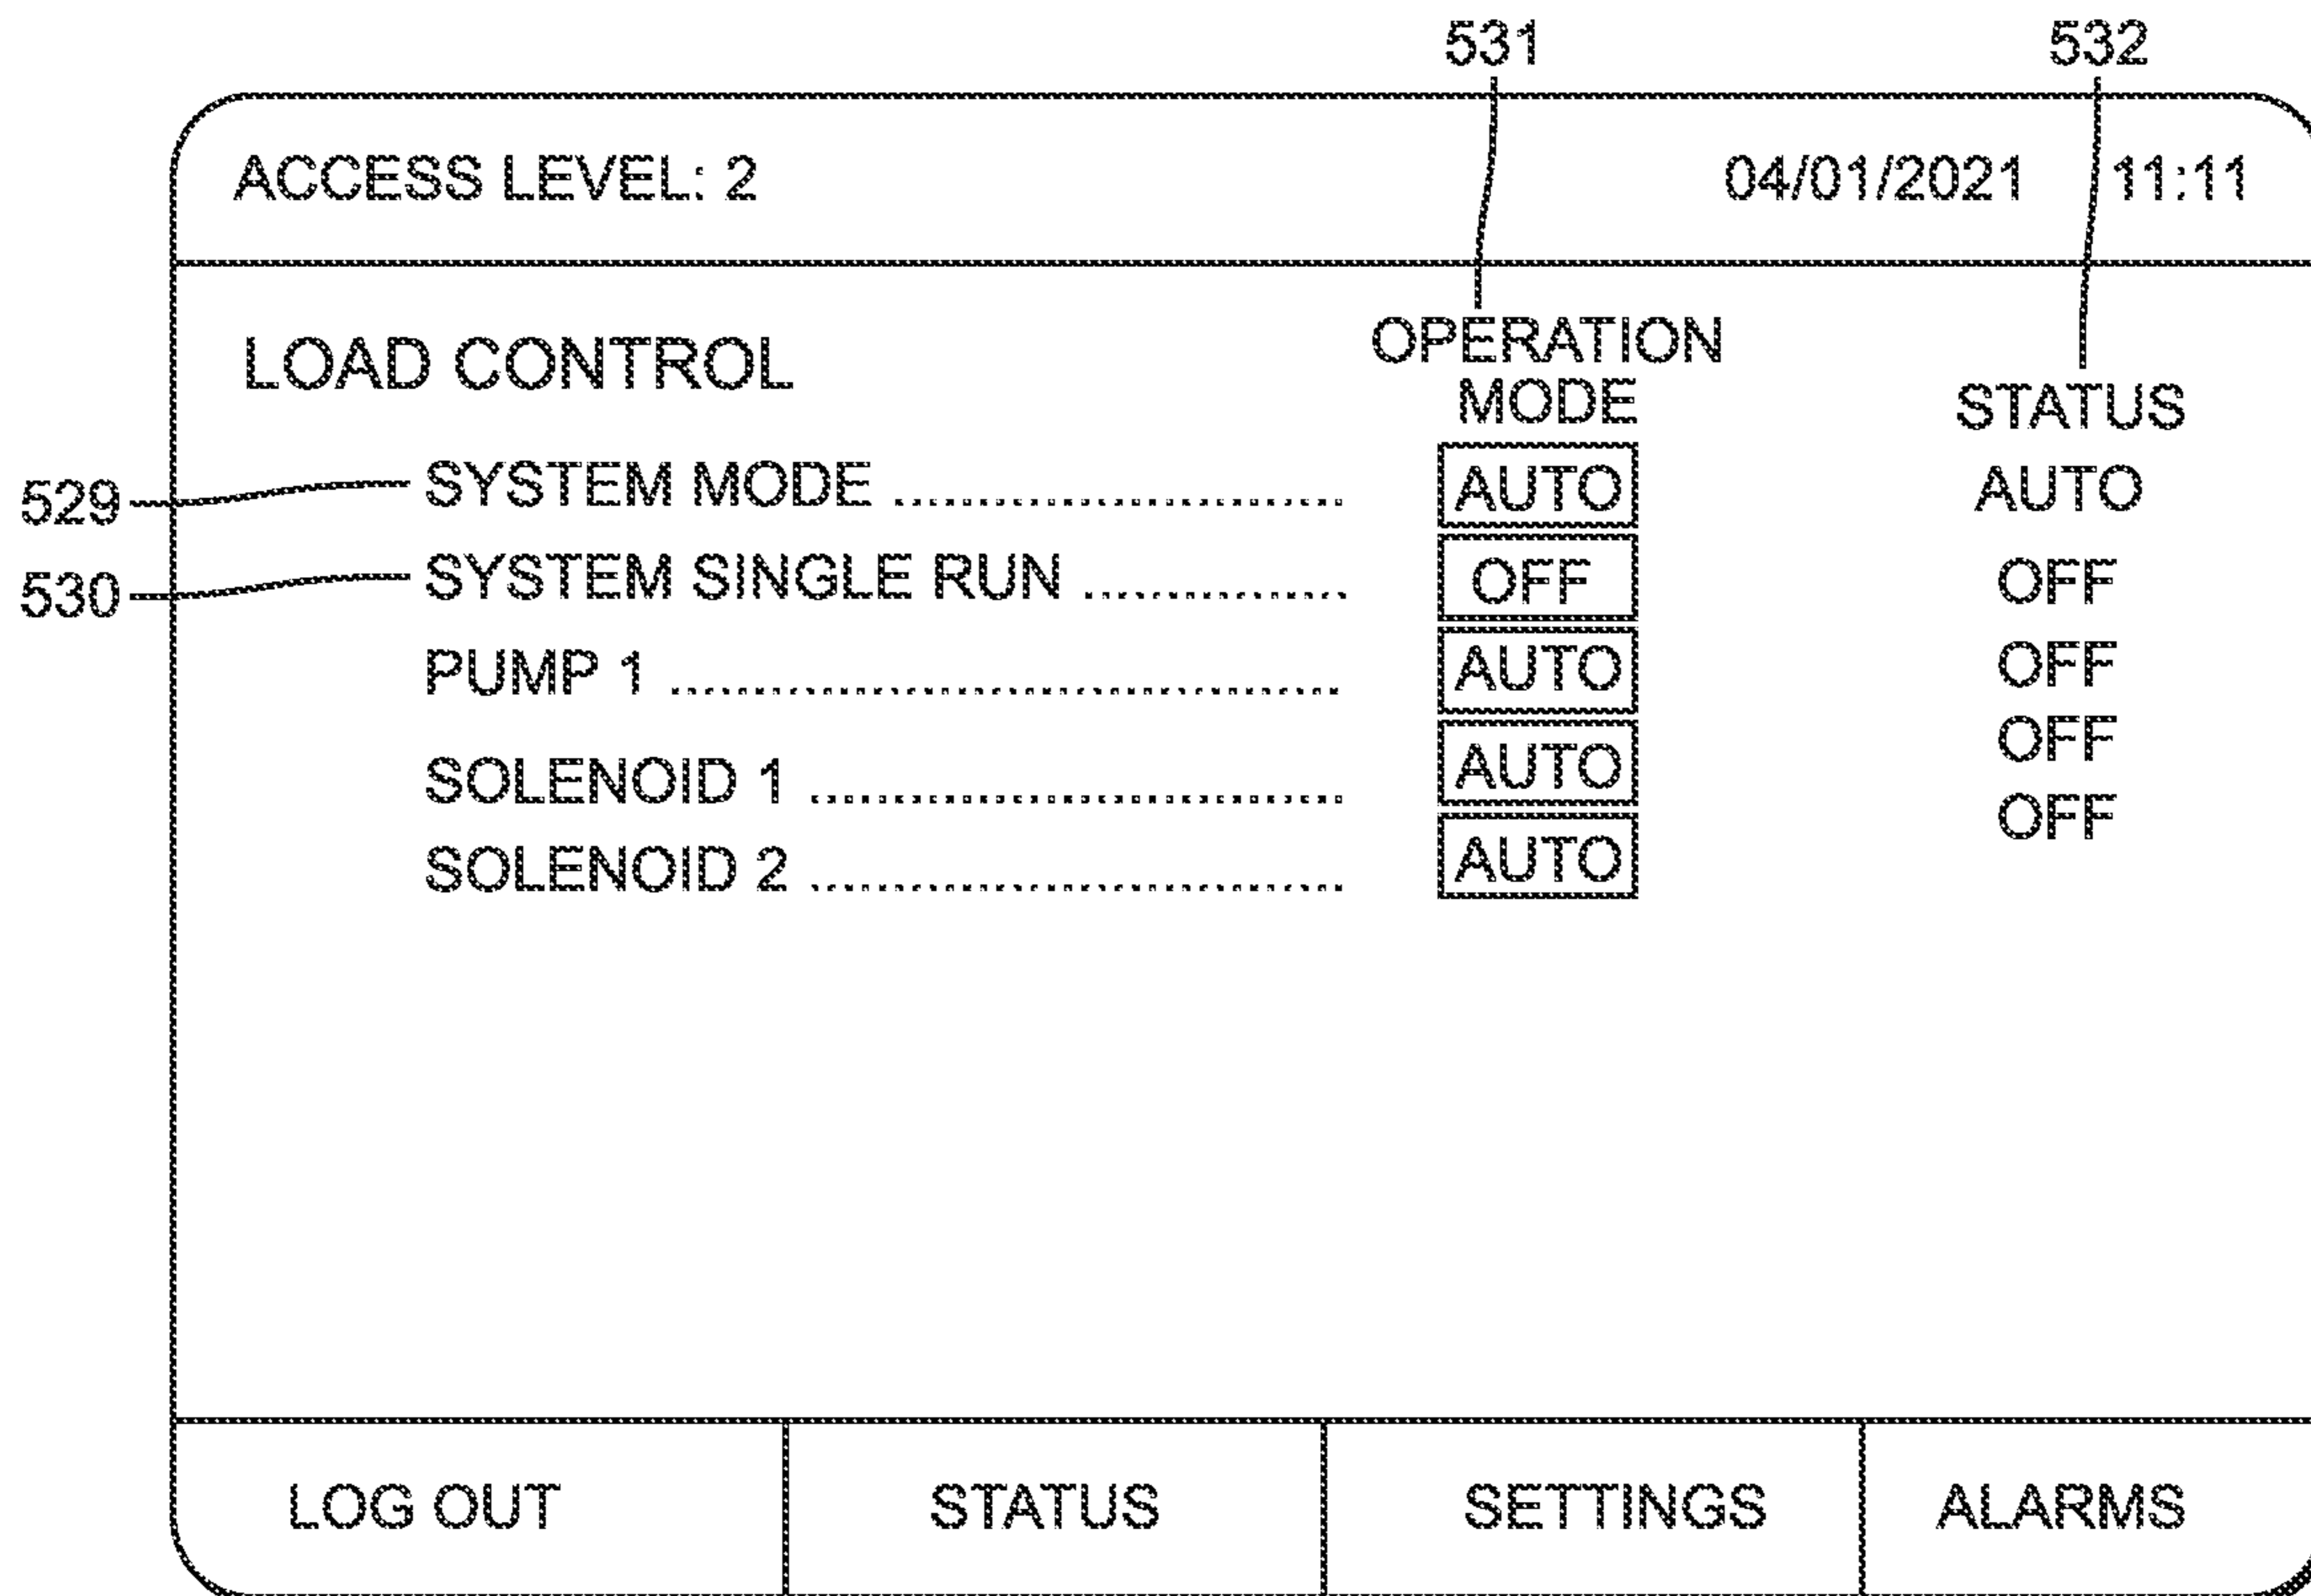 531 532
ACCESS LEVEL: 2 04/01/2021 11:11
LOAD CONTROL
OPERATION
MODE
STATUS
529 SYSTEM MODE ........................... AUTO AUTO
530 SYSTEM SINGLE RUN ................ OFF OFF
PUMP 1 ........................................ AUTO OFF
SOLENOID 1 ................................ AUTO OFF
SOLENOID 2 ................................ AUTO OFF
LOG OUT STATUS SETTINGS ALARMS